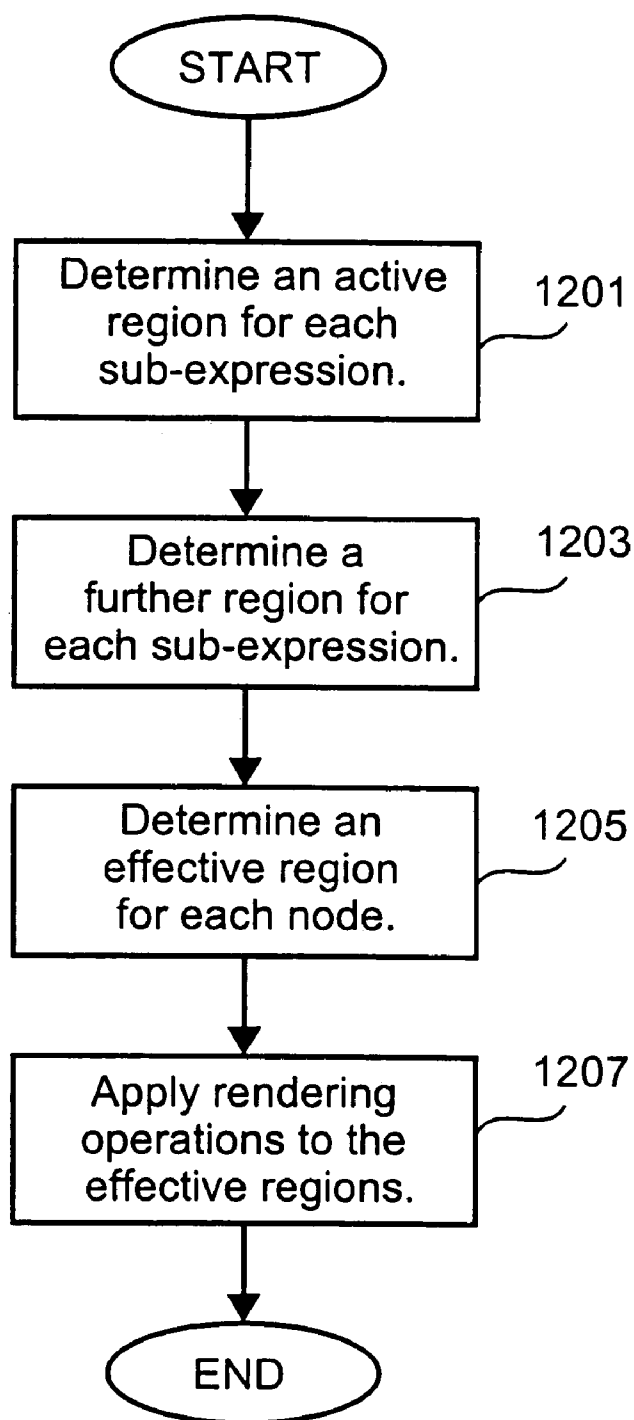 START
Determine an active
region for each
sub-expression.
1201
Determine a
further region for
each sub-expression.
1203
Determine an
effective region
for each node.
1205
Apply rendering
operations to the
effective regions.
1207
END